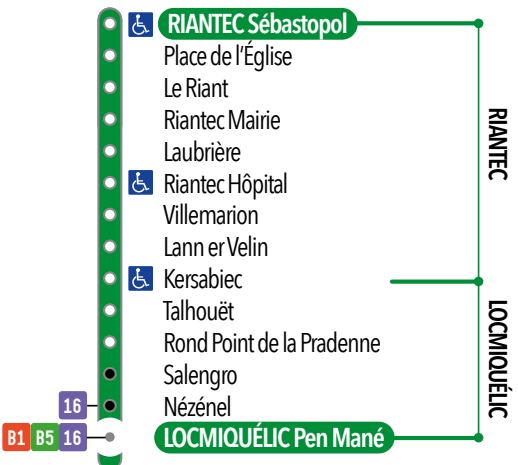 RIANTEC Sébastopol
Place de l'Église
Le Riant
Riantec Mairie
Laubrière
Riantec Hôpital
Villemarion
Lann er Velin
Kersabiec
Talhouët
Rond Point de la Pradenne
Salengro
16 Nézénel
B1 B5 16 LOCMIQUÉLIC Pen Mané
RIANTEC
LOCMIQUÉLIC